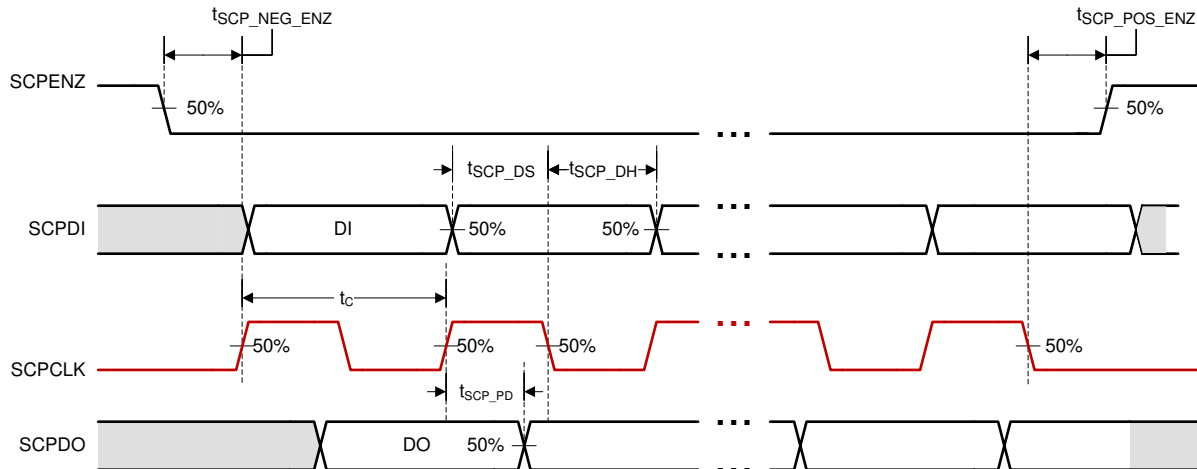 tSCP_NEG_ENZ
tSCP_POS_ENZ
SCPENZ
50%
50%
tSCP_DS
tSCP_DH
SCPDI
DI
50%
50%
tC
SCPCLK
50%
50%
50%
50%
tSCP_PD
SCPDO
DO
50%